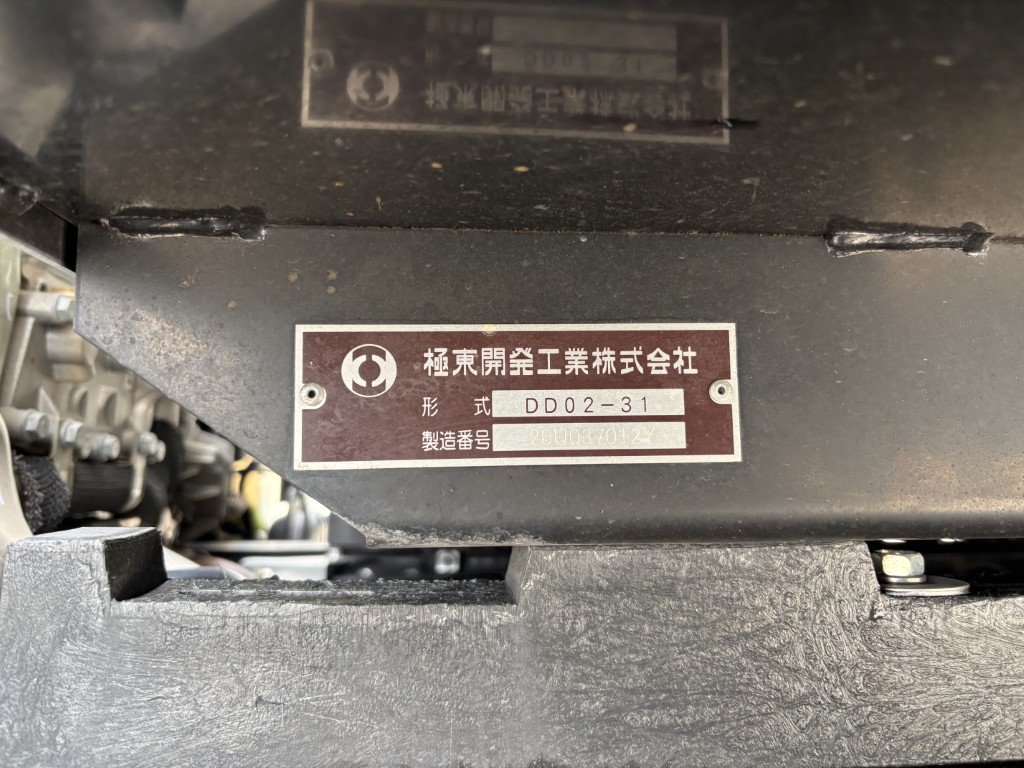 極東開発工業株式会社
形 式 DD02-31
製造番号